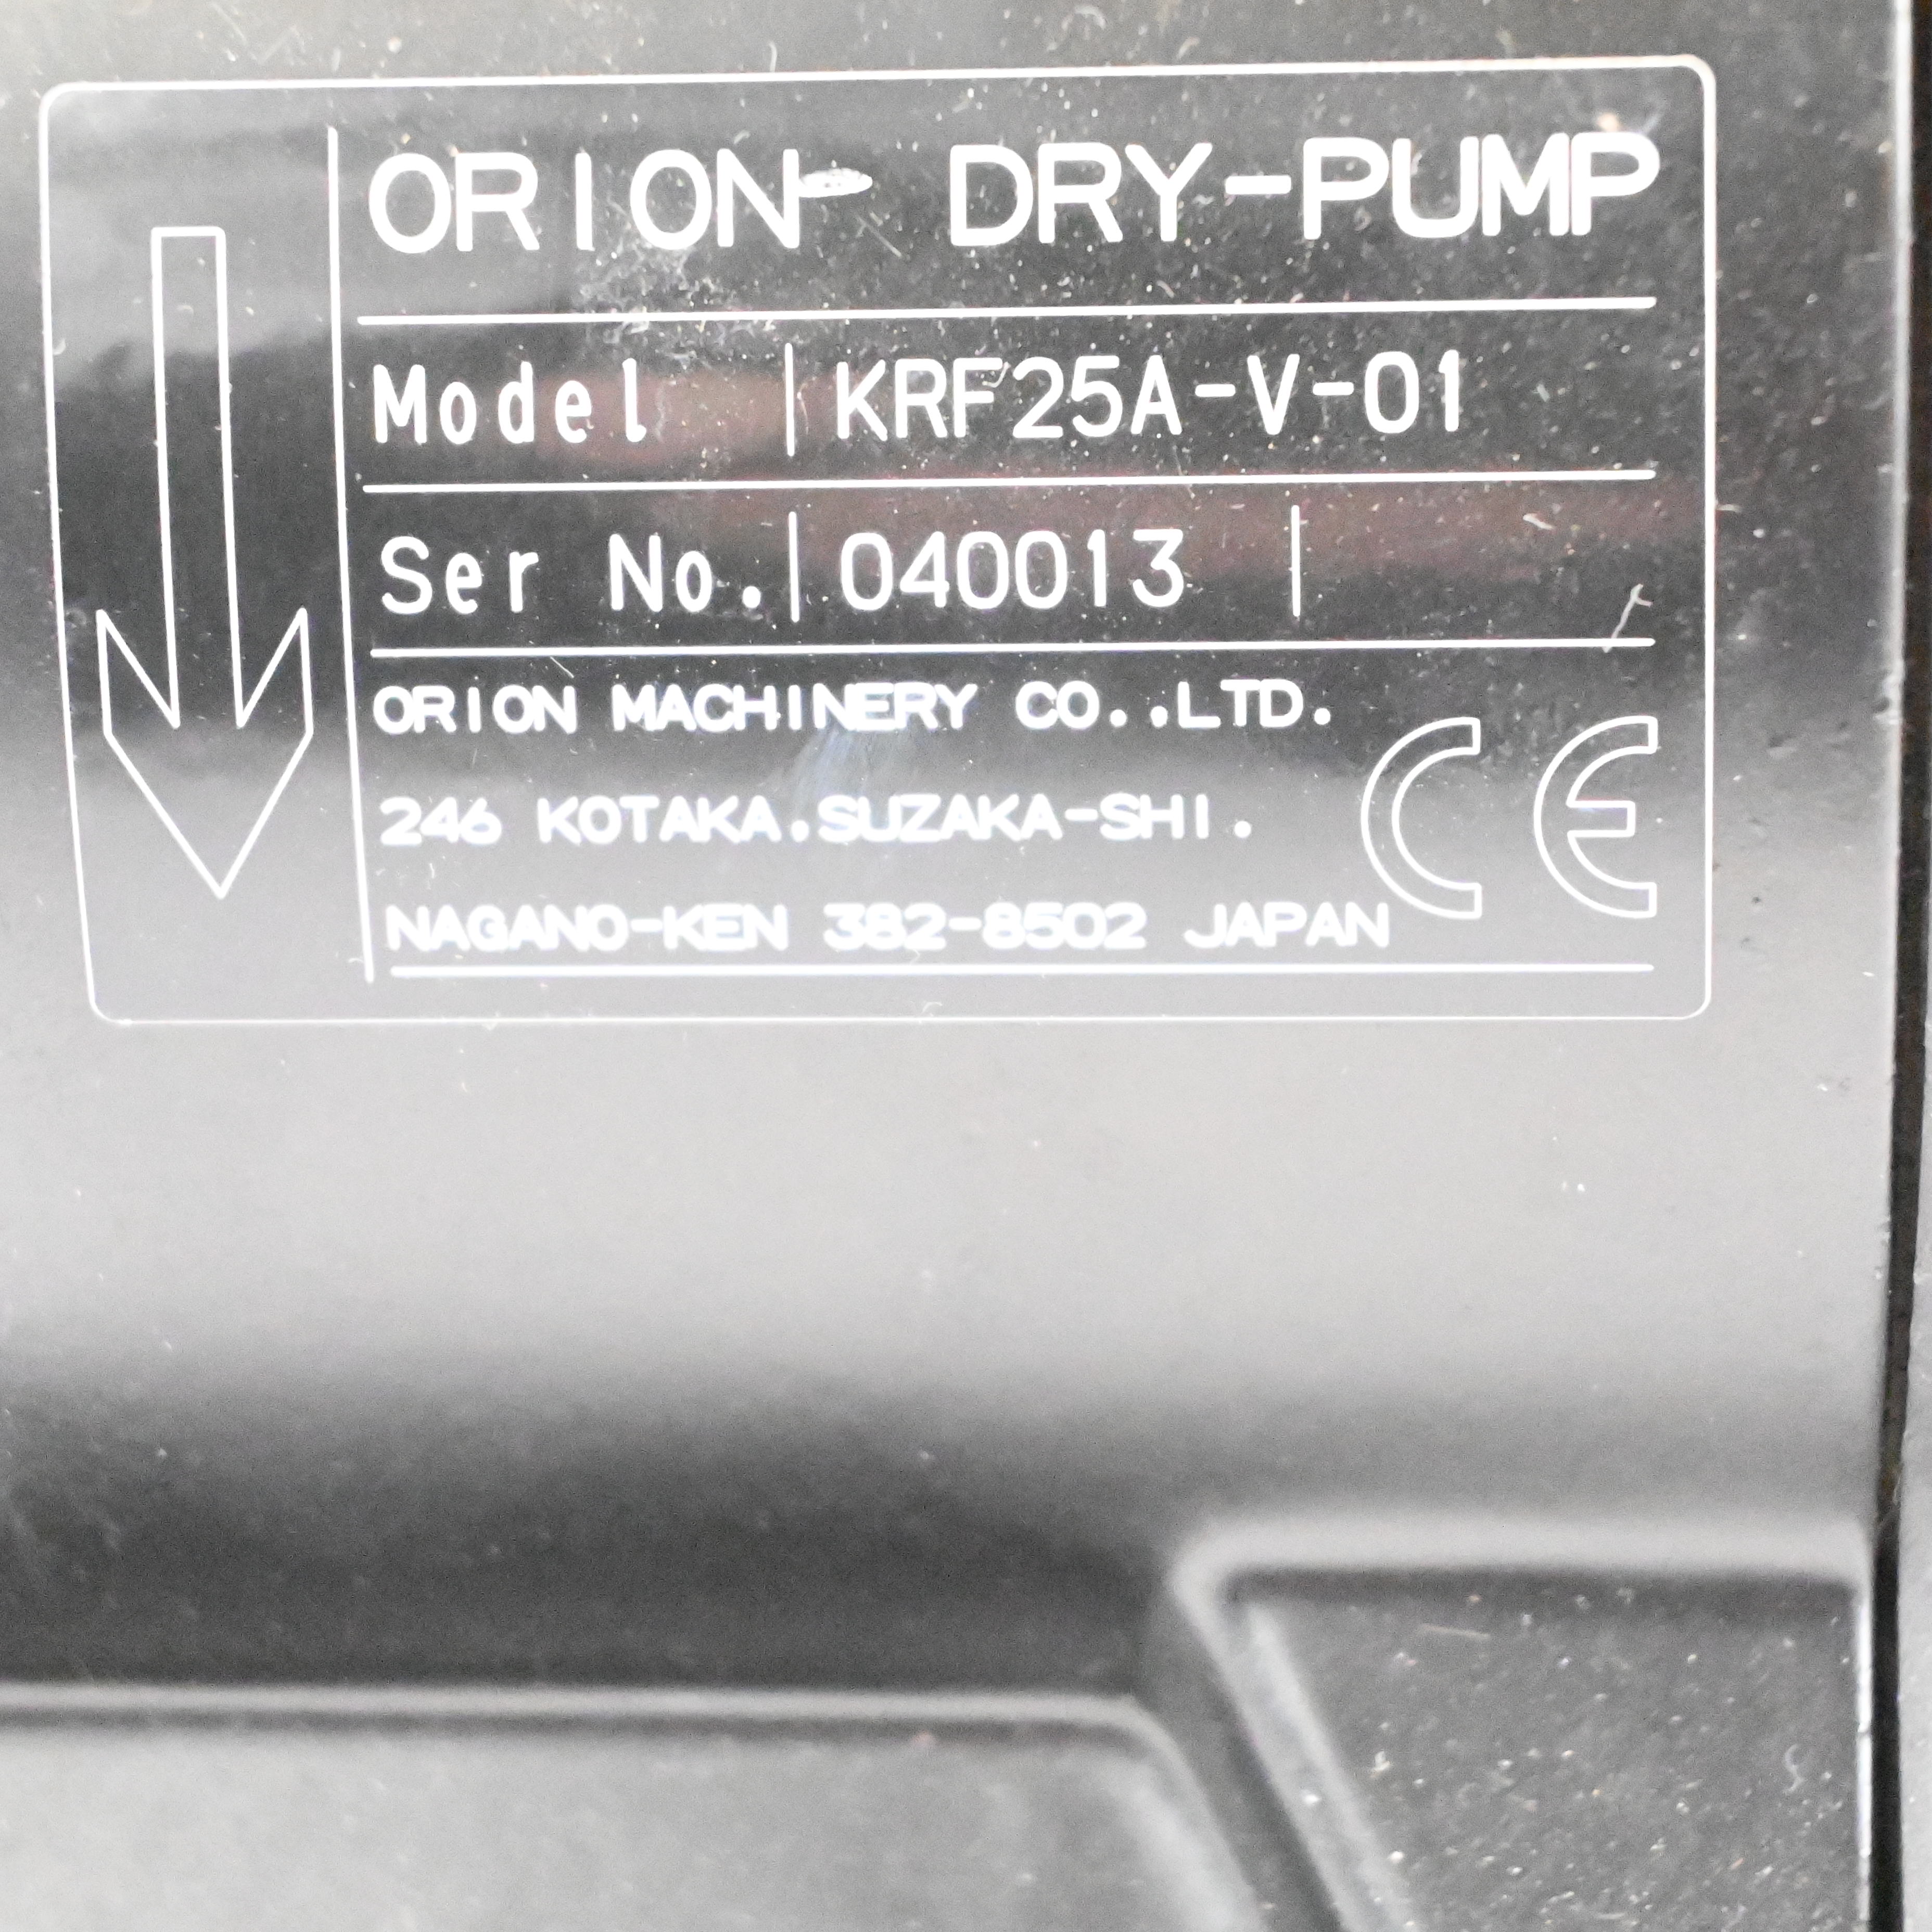 ORION DRY-PUMP
Model KRF25A-V-01
Ser No. 040013
ORION MACHINERY CO.,LTD.
246 KOTAKA.SUZAKA-SHI.
NAGANO-KEN 382-8502 JAPAN
CE